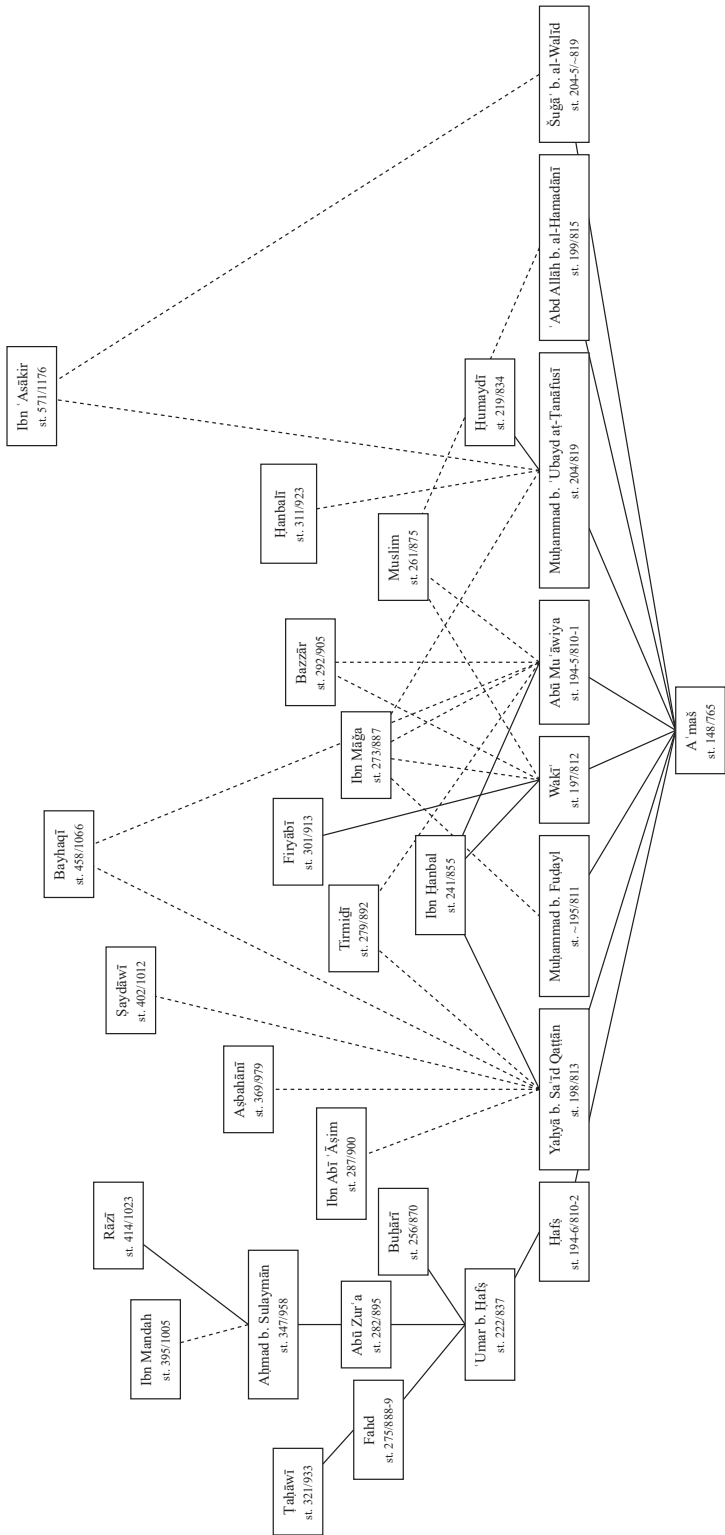 Ibn ʿAsākir
st. 571/1176
Bayhaqī
st. 458/1066
Ṣaydāwī
st. 402/1012
Rāzī
st. 414/1023
Ibn Mandah
st. 395/1005
Aṣbahānī
st. 369/979
Aḥmad b. Sulaymān
st. 347/958
Ḥanbalī
st. 311/923
Bazzār
st. 292/905
Firyābī
st. 301/913
Ṭaḥāwī
st. 321/933
Ibn Abī ʿĀṣim
st. 287/900
Tirmiḏī
st. 279/892
Ibn Māǧa
st. 273/887
Abū Zurʿa
st. 282/895
Fahd
st. 275/888-9
Muslim
st. 261/875
Buḫārī
st. 256/870
Ibn Ḥanbal
st. 241/855
Ḥumaydī
st. 219/834
ʿUmar b. Ḥafṣ
st. 222/837
Ḥafṣ
st. 194-6/810-2
Yaḥyā b. Saʿīd Qaṭṭān
st. 198/813
Muḥammad b. Fuḍayl
st. ~195/811
Wakīʿ
st. 197/812
Abū Muʿāwiya
st. 194-5/810-1
Muḥammad b. ʿUbayd aṭ-Ṭanāfusī
st. 204/819
ʿAbd Allāh b. al-Hamadānī
st. 199/815
Šuǧāʿ b. al-Walīd
st. 204-5/~819
Aʿmaš
st. 148/765